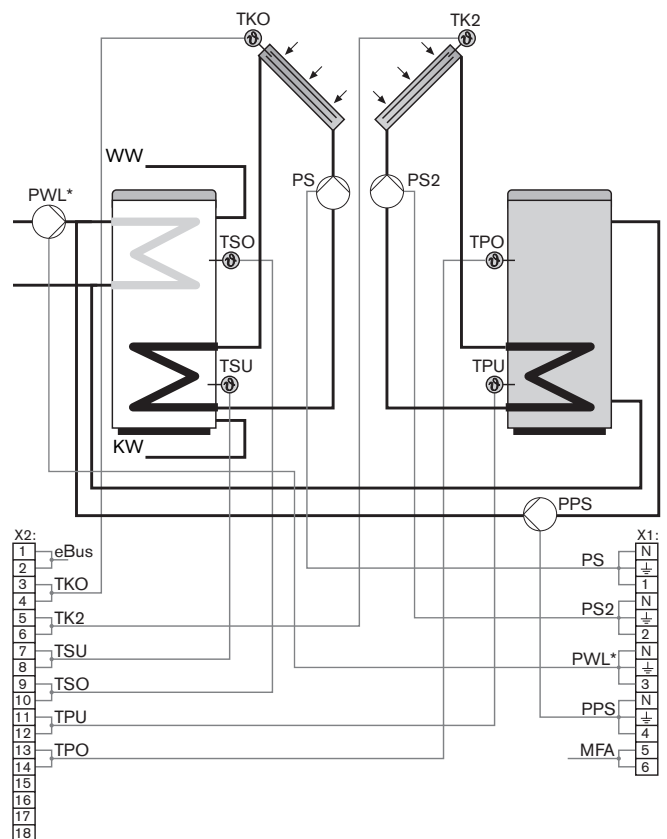 TKO
TK2
WW
PWL*
PS
PS2
TSO
TPO
TSU
TPU
KW
PPS
X2:
1
2
eBus
3
4
TKO
5
6
TK2
7
8
TSU
9
10
TSO
11
12
TPU
13
14
TPO
15
16
17
18
X1:
PS
N
1
PS2
N
2
PWL*
N
3
PPS
N
4
MFA
5
6